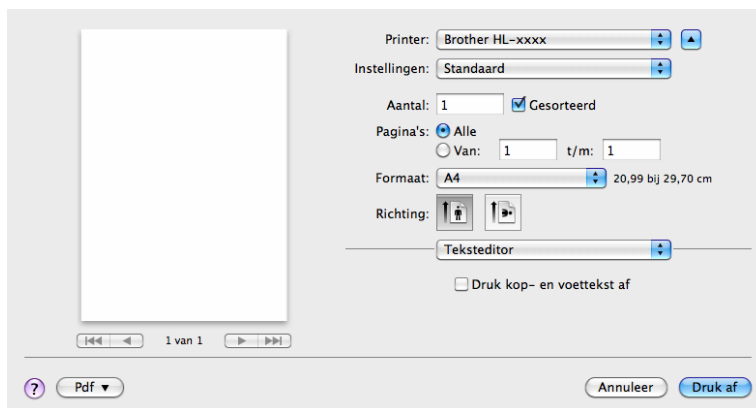 Printer: Brother HL-xxxx
Instellingen: Standaard
Aantal: 1 Gesorteerd
Pagina's: Alle
Van: 1 t/m: 1
Formaat: A4 20,99 bij 29,70 cm
Richting:
Teksteditor
Druk kop- en voettekst af
1 van 1
? Pdf Annuleer Druk af